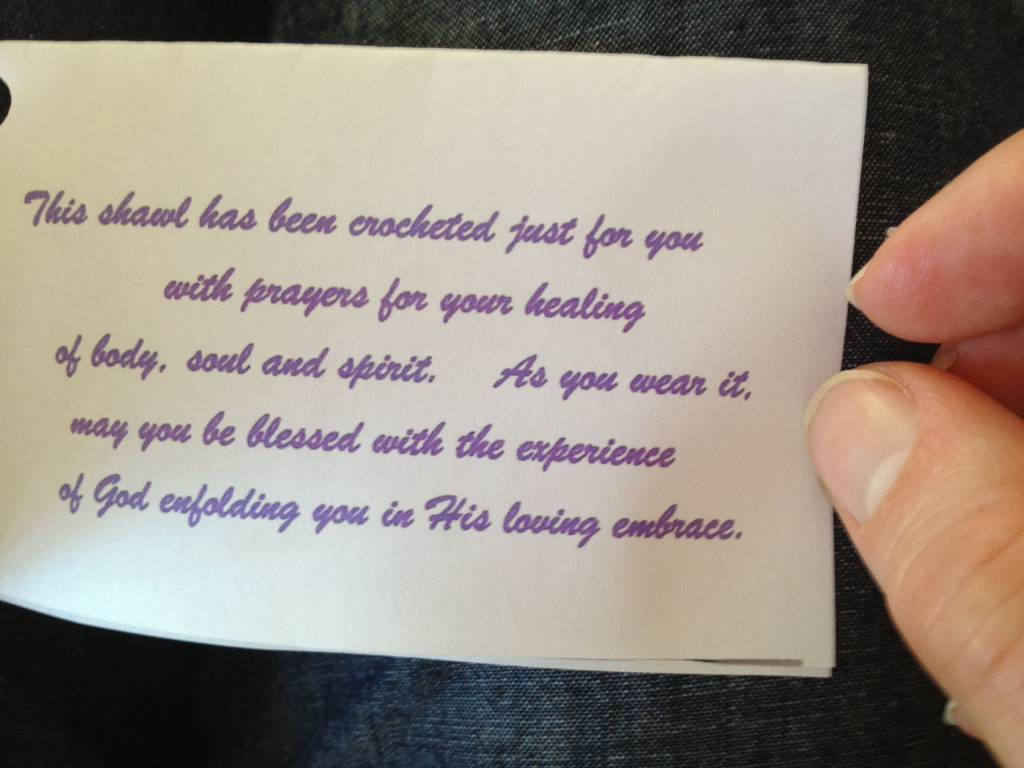 This shawl has been crocheted just for you
with prayers for your healing
of body, soul and spirit. As you wear it,
may you be blessed with the experience
of God enfolding you in His loving embrace.